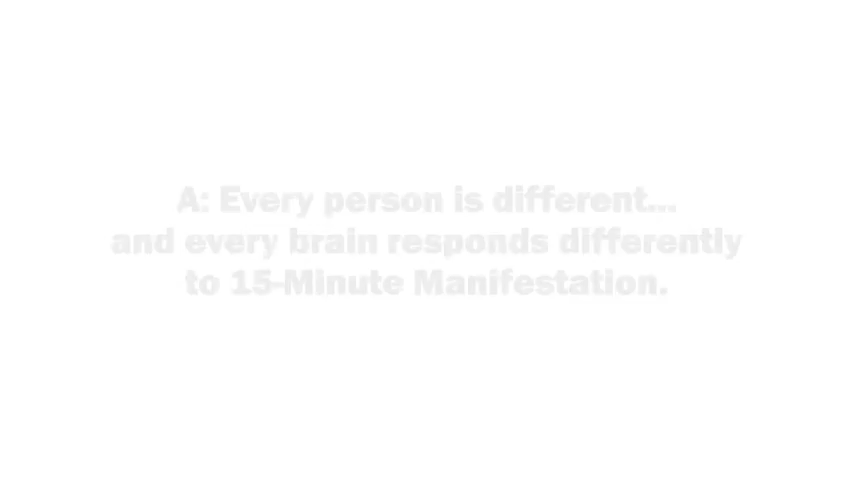 A: Every person is different...
and every brain responds differently
to 15-Minute Manifestation.